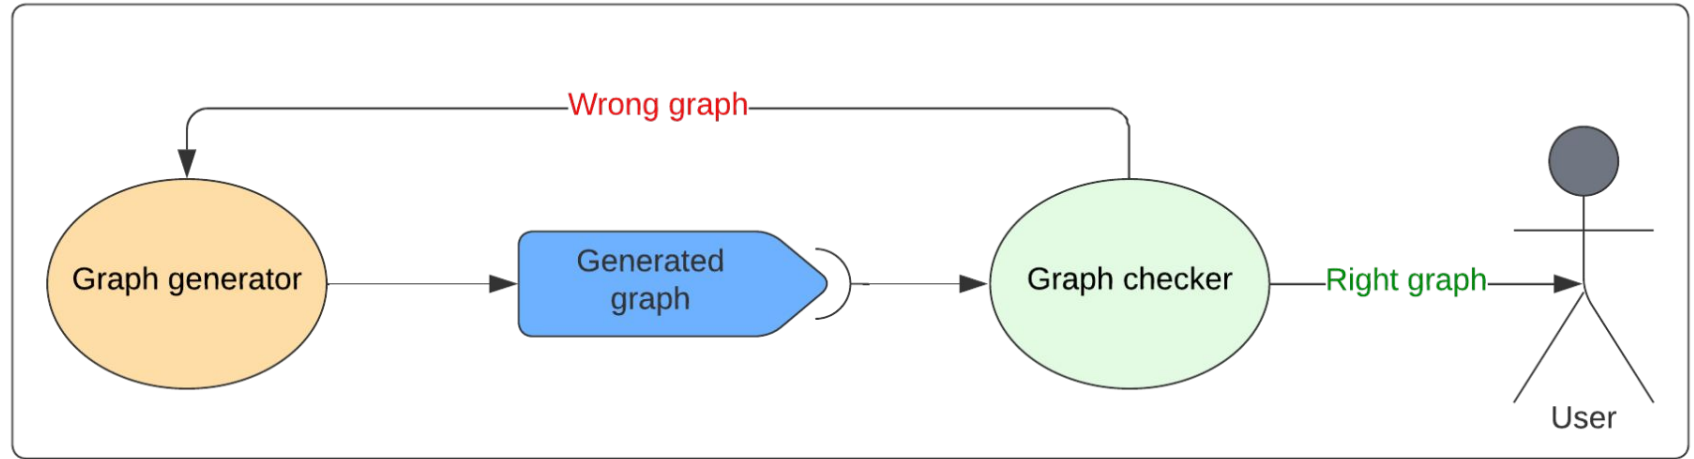 Wrong graph
Graph generator
Generated
graph
Graph checker
Right graph
User